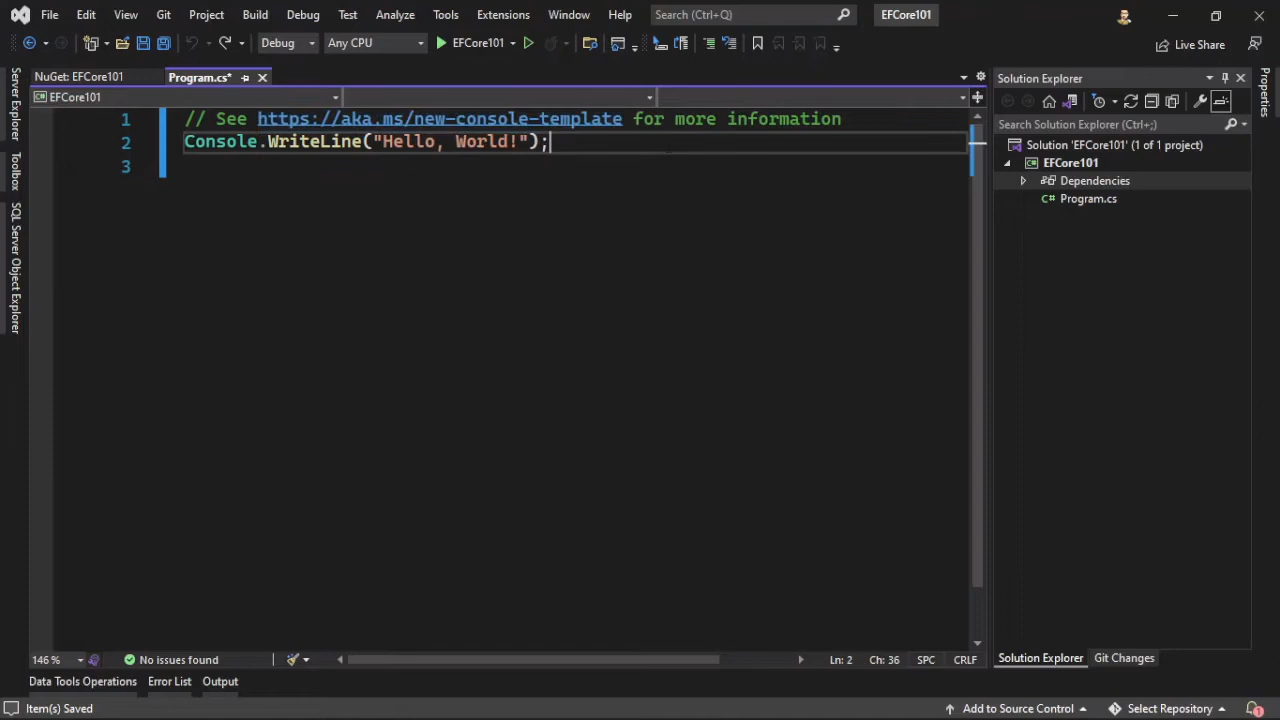 File Edit View Git Project Build Debug Test Analyze Tools Extensions Window Help Search (Ctrl+Q) EFCore101
Debug Any CPU EFCore101 Live Share
NuGet: EFCore101 Program.cs*
EFCore101
1 // See https://aka.ms/new-console-template for more information
2 Console.WriteLine("Hello, World!");
3
Server Explorer
Toolbox
SQL Server Object Explorer
Solution Explorer
Search Solution Explorer (Ctrl+;)
Solution 'EFCore101' (1 of 1 project)
EFCore101
Dependencies
C# Program.cs
Properties
146 % No issues found Ln: 2 Ch: 36 SPC CRLF
Solution Explorer Git Changes
Data Tools Operations Error List Output
Item(s) Saved Add to Source Control Select Repository 1